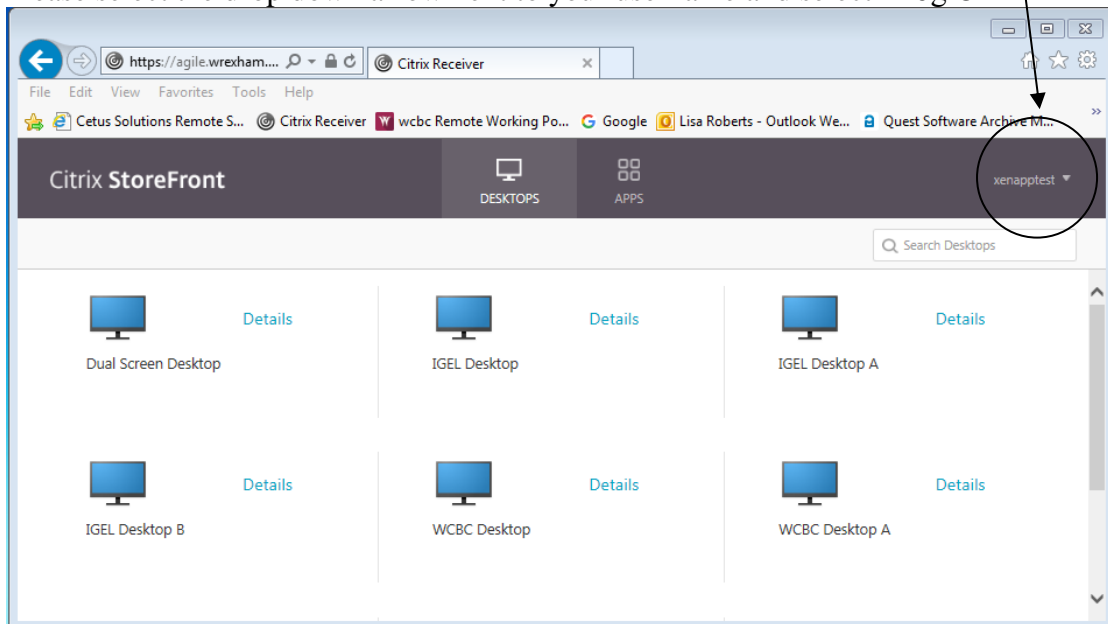 https://agile.wrexham.... Citrix Receiver
File Edit View Favorites Tools Help
Cetus Solutions Remote S... Citrix Receiver wcbc Remote Working Po... Google Lisa Roberts - Outlook We... Quest Software Archive M... »
Citrix StoreFront DESKTOPS APPS xenapptest
Search Desktops
Details Details Details
Dual Screen Desktop IGEL Desktop IGEL Desktop A
Details Details Details
IGEL Desktop B WCBC Desktop WCBC Desktop A